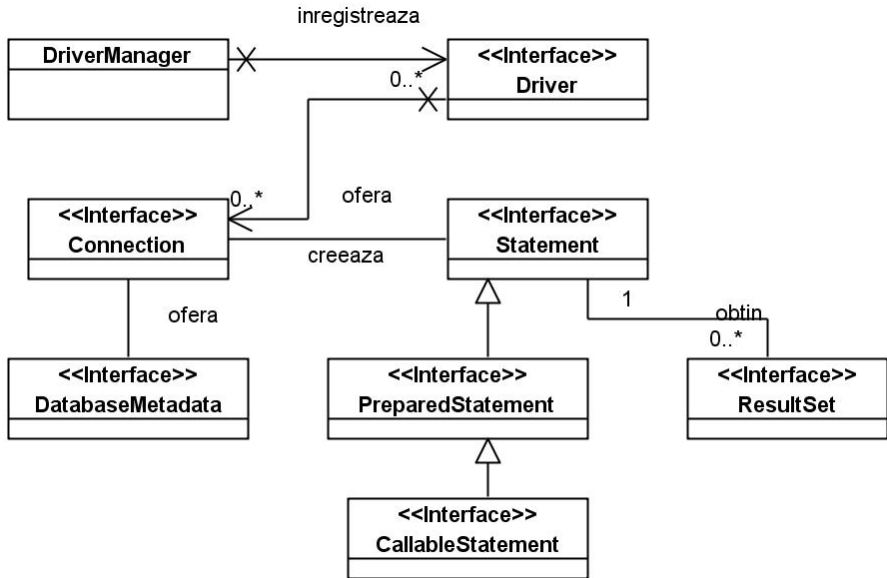 inregistreaza
DriverManager
<<Interface>>
Driver
0..*
0..*
ofera
<<Interface>>
Connection
creeaza
<<Interface>>
Statement
ofera
1
obtin
0..*
<<Interface>>
DatabaseMetadata
<<Interface>>
PreparedStatement
<<Interface>>
ResultSet
<<Interface>>
CallableStatement